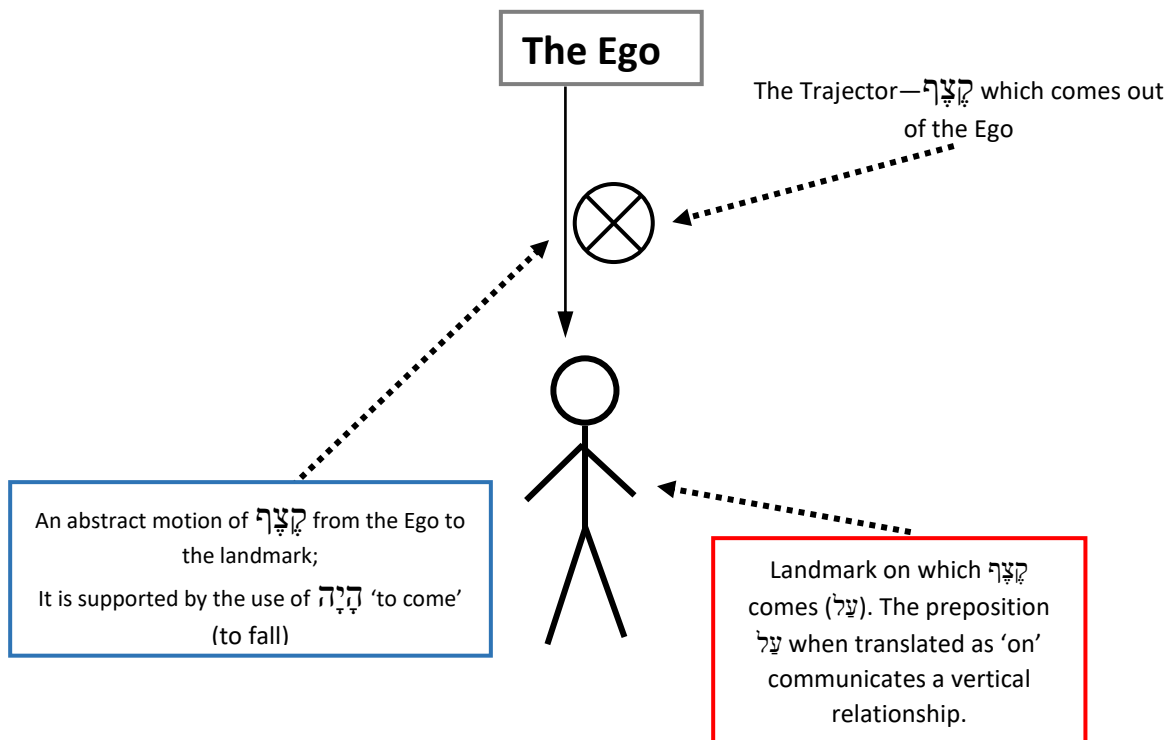 The Ego
The Trajector—קֶצֶף which comes out
of the Ego
An abstract motion of קֶצֶף from the Ego to
the landmark;
It is supported by the use of הָיָה ‘to come’
(to fall)
Landmark on which קֶצֶף
comes (עַל). The preposition
עַל when translated as ‘on’
communicates a vertical
relationship.